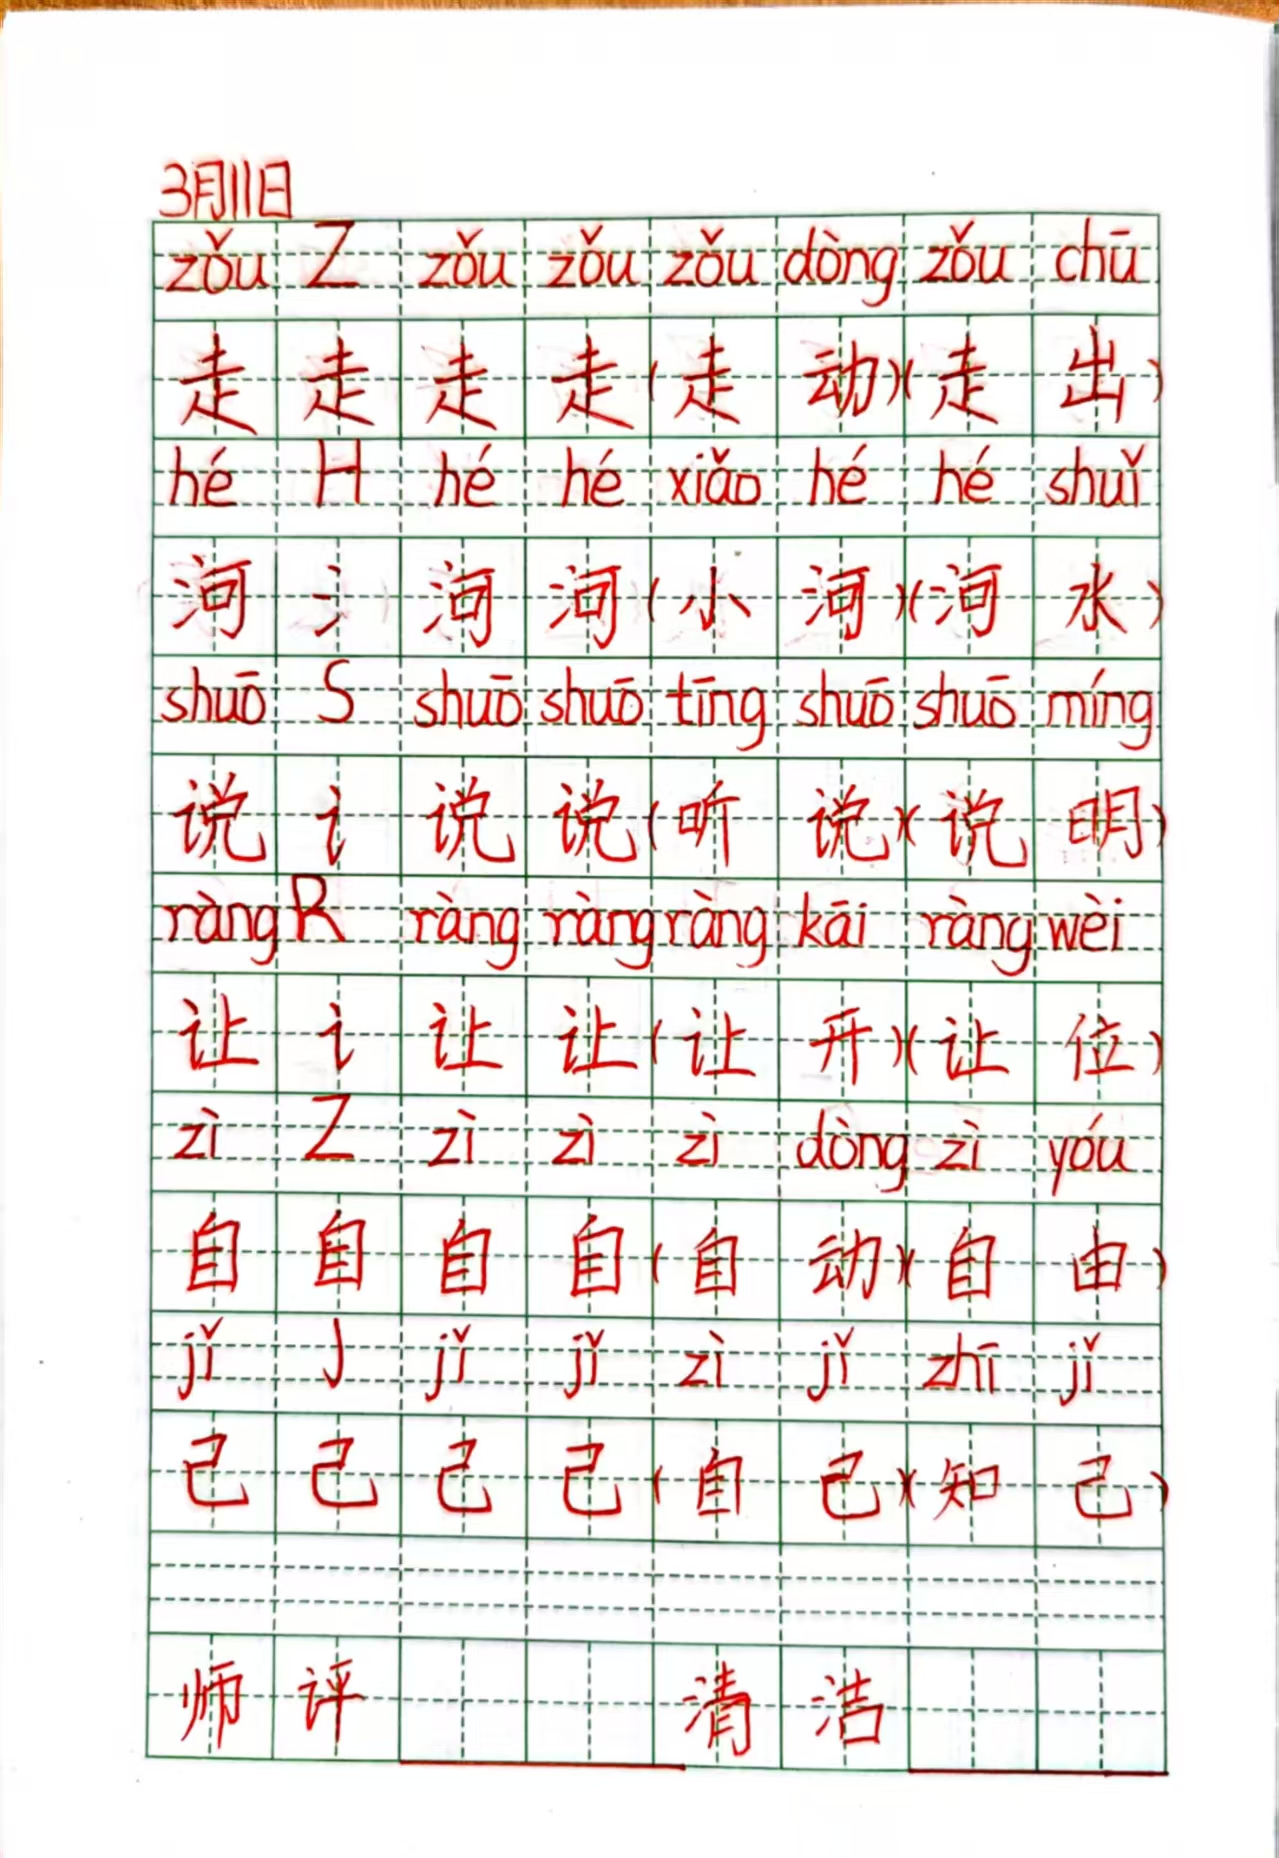 3月11日
zǒu Z zǒu zǒu zǒu dòng zǒu chū
走 走 走 走 (走 动)(走 出)
hé H hé hé xiǎo hé hé shuǐ
河 氵 河 河 (小 河)(河 水)
shuō S shuō shuō tīng shuō shuō míng
说 讠 说 说 (听 说)(说 明)
ràng R ràng ràng ràng kāi ràng wèi
让 讠 让 让 (让 开)(让 位)
zì Z zì zì zì dòng zì yóu
自 自 自 自 (自 动)(自 由)
jǐ J jǐ jǐ zì jǐ zhī jǐ
己 己 己 己 (自 己)(知 己)
师 评 清 洁